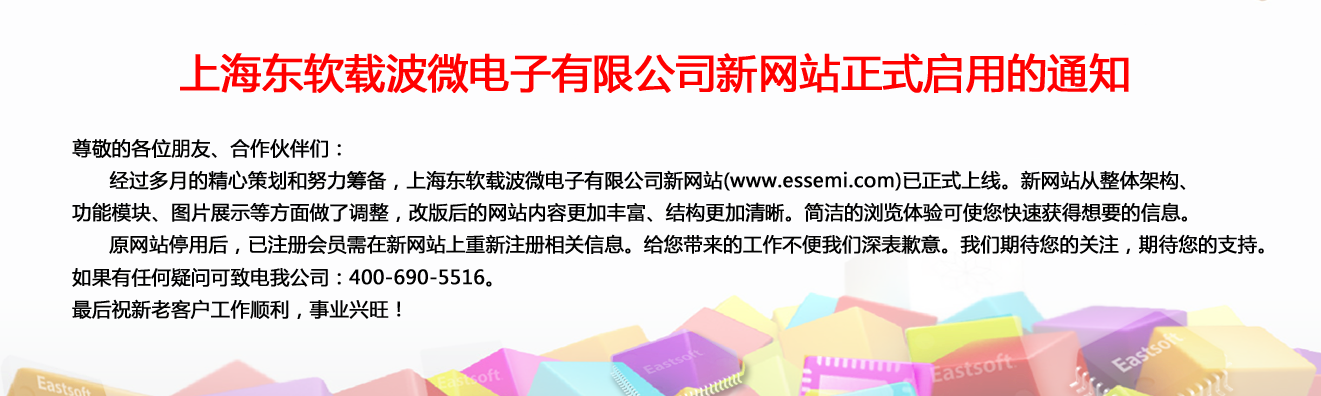 上海东软载波微电子有限公司新网站正式启用的通知
尊敬的各位朋友、合作伙伴们：
经过多月的精心策划和努力筹备，上海东软载波微电子有限公司新网站(www.essemi.com)已正式上线。新网站从整体架构、
功能模块、图片展示等方面做了调整，改版后的网站内容更加丰富、结构更加清晰。简洁的浏览体验可使您快速获得想要的信息。
原网站停用后，已注册会员需在新网站上重新注册相关信息。给您带来的工作不便我们深表歉意。我们期待您的关注，期待您的支持。
如果有任何疑问可致电我公司：400-690-5516。
最后祝新老客户工作顺利，事业兴旺！
Eastsoft
Eastsoft
Eastsoft
Eastsoft
Eastsoft